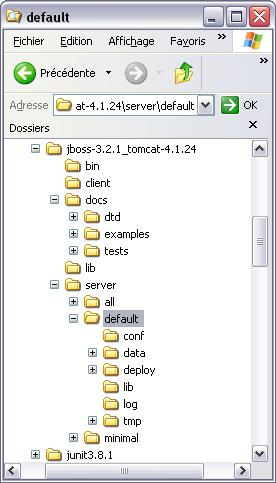 default
Fichier Edition Affichage Favoris »
Précédente
Adresse at-4.1.24\server\default OK
Dossiers
jboss-3.2.1_tomcat-4.1.24
bin
client
docs
dtd
examples
tests
lib
server
all
default
conf
data
deploy
lib
log
tmp
minimal
junit3.8.1